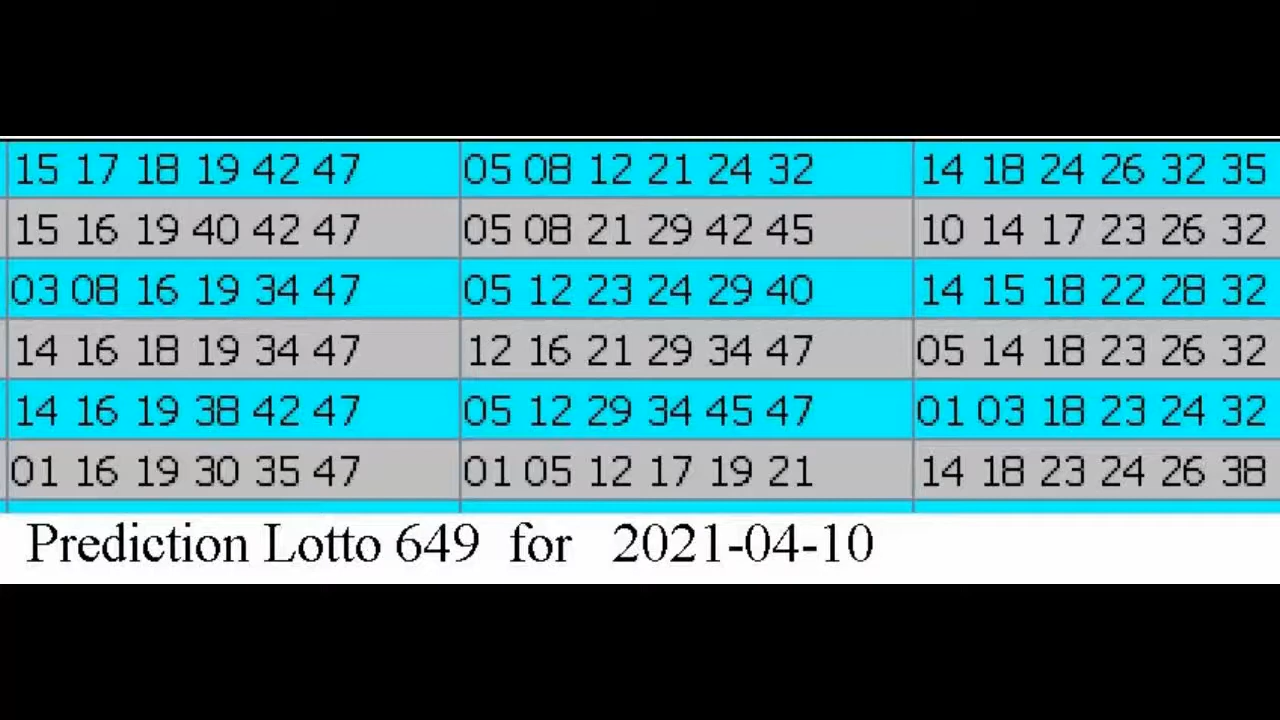 15 17 18 19 42 47 05 08 12 21 24 32 14 18 24 26 32 35
15 16 19 40 42 47 05 08 21 29 42 45 10 14 17 23 26 32
03 08 16 19 34 47 05 12 23 24 29 40 14 15 18 22 28 32
14 16 18 19 34 47 12 16 21 29 34 47 05 14 18 23 26 32
14 16 19 38 42 47 05 12 29 34 45 47 01 03 18 23 24 32
01 16 19 30 35 47 01 05 12 17 19 21 14 18 23 24 26 38
Prediction Lotto 649 for 2021-04-10